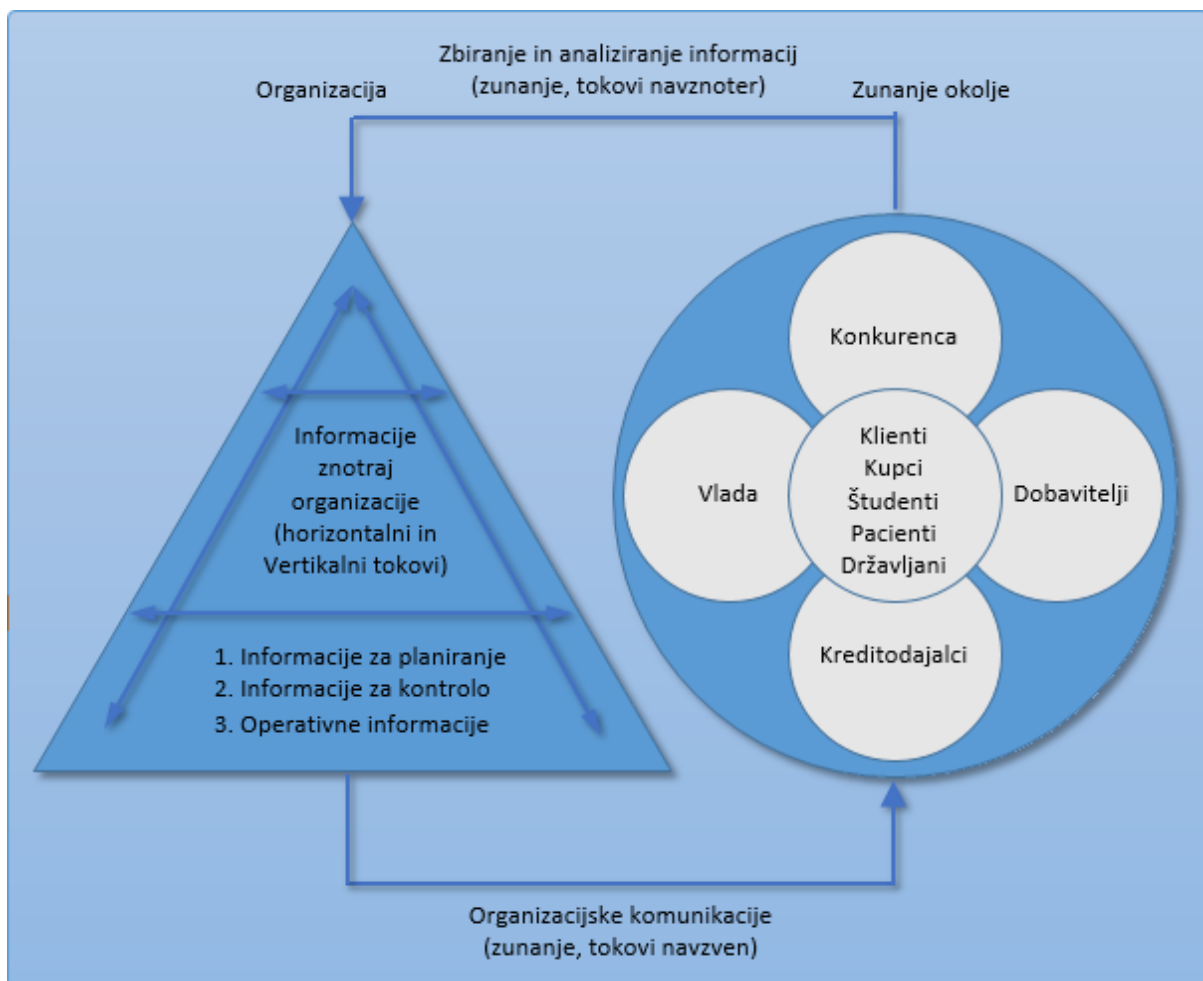 Zbiranje in analiziranje informacij
(zunanje, tokovi navznoter)
Organizacija
Zunanje okolje
Informacije
znotraj
organizacije
(horizontalni in
Vertikalni tokovi)
1. Informacije za planiranje
2. Informacije za kontrolo
3. Operativne informacije
Konkurenca
Vlada
Klienti
Kupci
Študenti
Pacienti
Državljani
Dobavitelji
Kreditodajalci
Organizacijske komunikacije
(zunanje, tokovi navzven)